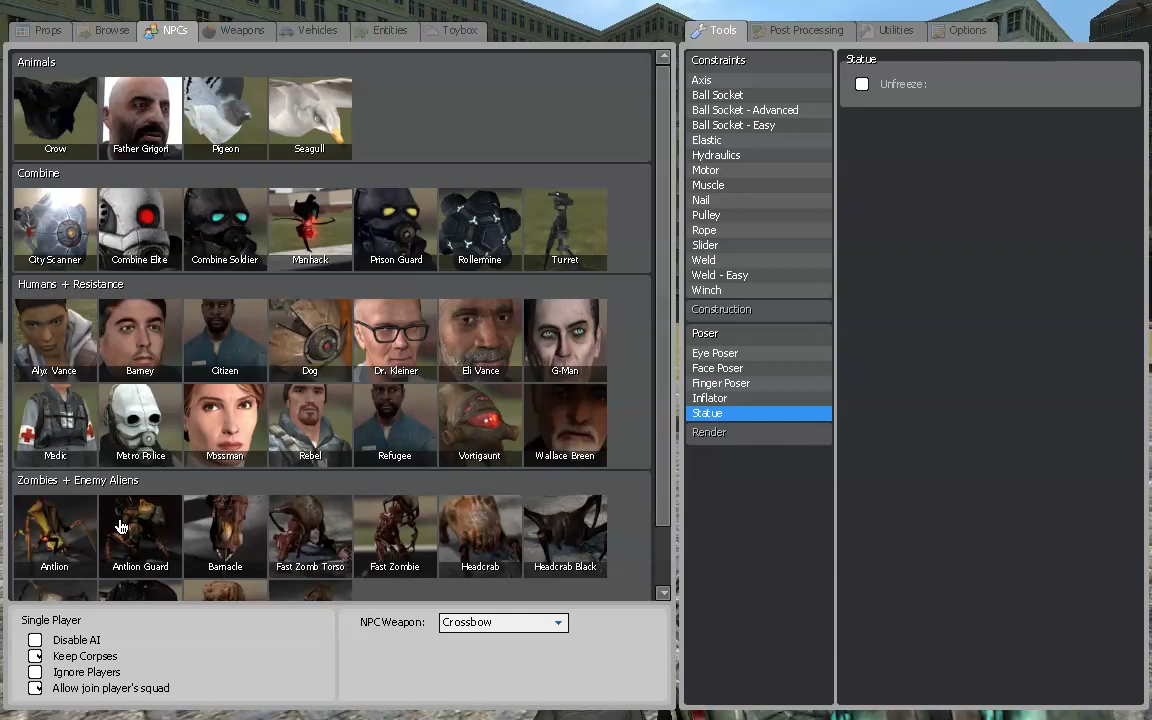 Props Browse NPCs Weapons Vehicles Entities Toybox
Tools Post Processing Utilities Options
Animals
Crow Father Grigori Pigeon Seagull
Combine
City Scanner Combine Elite Combine Soldier Manhack Prison Guard Rollermine Turret
Humans + Resistance
Alyx Vance Barney Citizen Dog Dr. Kleiner Eli Vance G-Man
Medic Metro Police Mossman Rebel Refugee Vortigaunt Wallace Breen
Zombies + Enemy Aliens
Antlion Antlion Guard Barnacle Fast Zomb Torso Fast Zombie Headcrab Headcrab Black
Single Player
Disable AI
Keep Corpses
Ignore Players
Allow join player's squad
NPC Weapon: Crossbow
Constraints
Axis
Ball Socket
Ball Socket - Advanced
Ball Socket - Easy
Elastic
Hydraulics
Motor
Muscle
Nail
Pulley
Rope
Slider
Weld
Weld - Easy
Winch
Construction
Poser
Eye Poser
Face Poser
Finger Poser
Inflator
Statue
Render
Statue
Unfreeze: